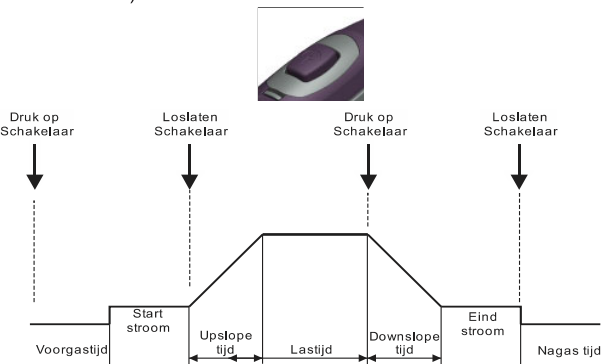 Druk op
Schakelaar
Loslaten
Schakelaar
Druk op
Schakelaar
Loslaten
Schakelaar
Voorgastijd
Start
stroom
Upslope
tijd
Lastijd
Downslope
tijd
Eind
stroom
Nagas tijd